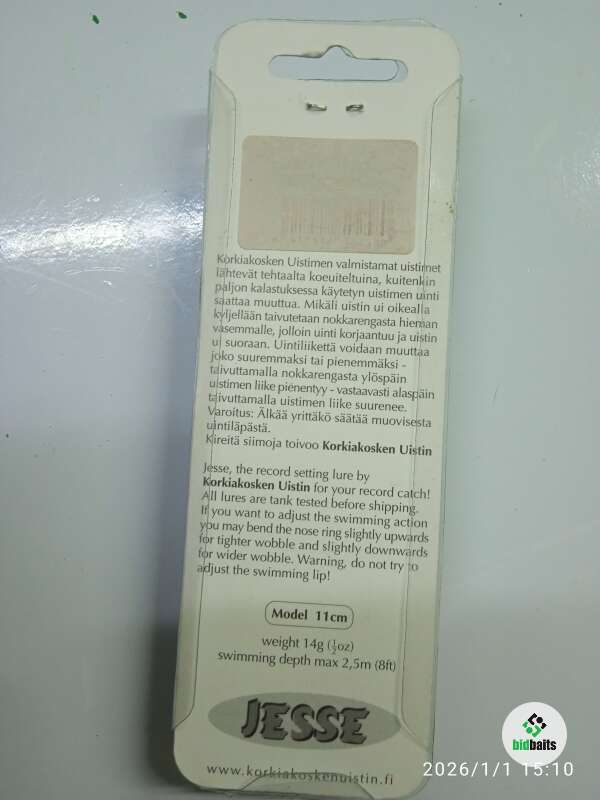 Korkiakosken Uistimen valmistamat uistimet
lähtevät tehtaalta koeuiteltuina, kuitenkin
paljon kalastuksessa käytetyn uistimen uinti
saattaa muuttua. Mikäli uistin ui oikealla
kyljellään taivutetaan nokkarengasta hieman
vasemmalle, jolloin uinti korjaantuu ja uistin
ui suoraan. Uintiliikettä voidaan muuttaa
joko suuremmaksi tai pienemmäksi -
taivuttamalla nokkarengasta ylöspäin
uistimen liike pienentyy - vastaavasti alaspäin
taivuttamalla uistimen liike suurenee.
Varoitus: Älkää yrittäkö säätää muovisesta
uintiläpästä.
Kireitä siimoja toivoo Korkiakosken Uistin
Jesse, the record setting lure by
Korkiakosken Uistin for your record catch!
All lures are tank tested before shipping.
If you want to adjust the swimming action
you may bend the nose ring slightly upwards
for tighter wobble and slightly downwards
for wider wobble. Warning, do not try to
adjust the swimming lip!
Model 11cm
weight 14g (½oz)
swimming depth max 2,5m (8ft)
JESSE
www.korkiakoskenuistin.fi
bidbaits
2026/1/1 15:10